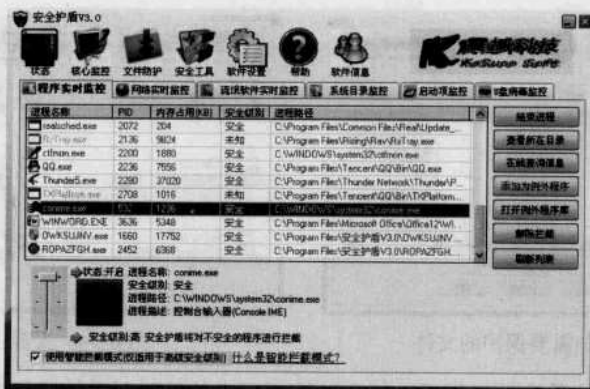 安全护盾V3.0
状态 核心监控 文件防护 安全工具 软件设置 帮助 软件信息
程序实时监控 网络实时监控 通讯软件实时监控 系统目录监控 启动项监控 U盘病毒监控
进程名称 PID 内存占用(KB) 安全级别 进程路径
realsched.exe 2072 204 安全 C:\Program Files\Common Files\Real\Update_
RsTray.exe 2136 9824 未知 C:\Program Files\Rising\Rav\RsTray.exe
ctfmon.exe 2200 1880 安全 C:\WINDOWS\system32\ctfmon.exe
QQ.exe 2236 7956 安全 C:\Program Files\Tencent\QQ\Bin\QQ.exe
Thunder5.exe 2280 37020 安全 C:\Program Files\Thunder Network\Thunder\P...
TXPlatform.exe 2708 1016 未知 C:\Program Files\Tencent\QQ\Bin\TXPlatform...
conime.exe 安全 C:\WINDOWS\system32\conime.exe
WINWORD.EXE 3636 5348 安全 C:\Program Files\Microsoft Office\Office12\WI...
OWKSUJNV.exe 1660 17752 安全 C:\Program Files\安全护盾V3.0\OWKSUJNV...
ROPAZFGH.exe 2452 6368 安全 C:\Program Files\安全护盾V3.0\ROPAZFGH...
结束进程
查看所在目录
在线查询信息
添加为例外程序
打开例外程序库
解除拦截
刷新列表
状态:开启 进程名称: conime.exe
安全级别: 安全
进程路径: C:\WINDOWS\system32\conime.exe
进程描述: 控制台输入器(Console IME)
安全级别:高 安全护盾将对不安全的程序进行拦截
使用智能拦截模式(仅适用于高级安全级别) 什么是智能拦截模式?